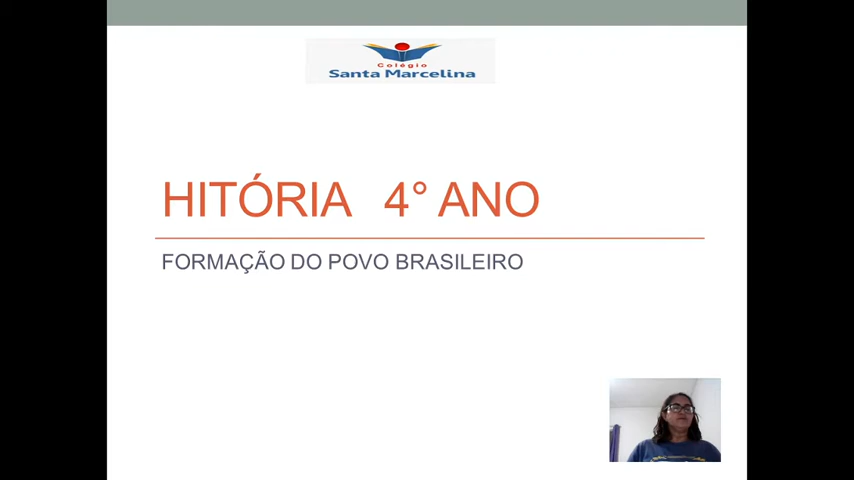 Colégio
Santa Marcelina
HITÓRIA 4° ANO
FORMAÇÃO DO POVO BRASILEIRO